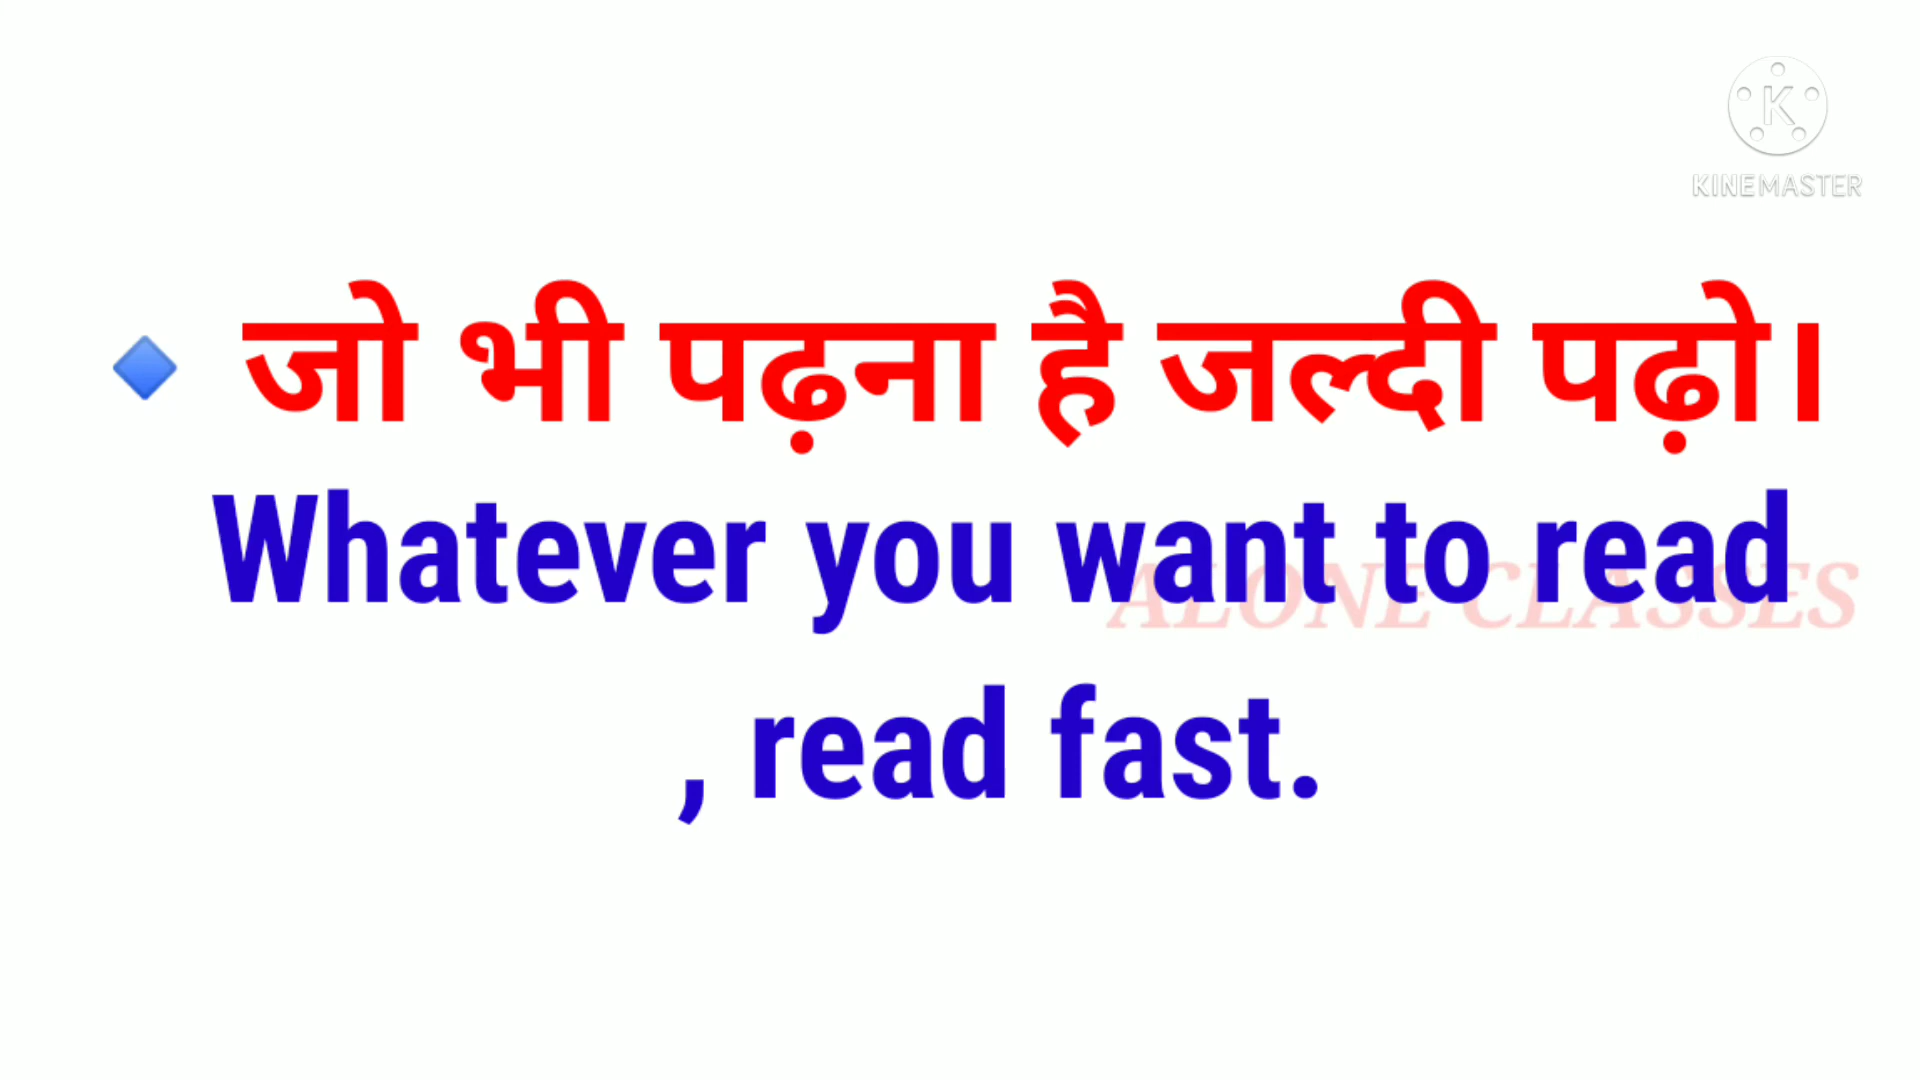 KINEMASTER
🔹 जो भी पढ़ना है जल्दी पढ़ो।
Whatever you want to read
ALONE CLASSES
, read fast.